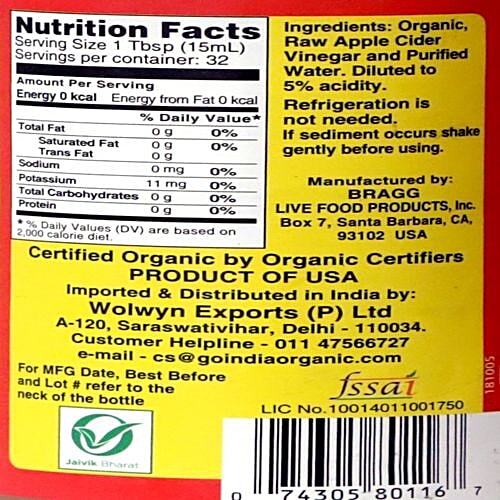 Nutrition Facts
Serving Size 1 Tbsp (15mL)
Servings per container: 32
Amount Per Serving
Energy 0 kcal Energy from Fat 0 kcal
% Daily Value*
Total Fat 0 g 0%
Saturated Fat 0 g 0%
Trans Fat 0 g
Sodium 0 mg 0%
Potassium 11 mg 0%
Total Carbohydrates 0 g 0%
Protein 0 g 0%
*% Daily Values (DV) are based on
2,000 calorie diet.
Ingredients: Organic,
Raw Apple Cider
Vinegar and Purified
Water. Diluted to
5% acidity.
Refrigeration is
not needed.
If sediment occurs shake
gently before using.
Manufactured by:
BRAGG
LIVE FOOD PRODUCTS, Inc.
Box 7, Santa Barbara, CA,
93102 USA
Certified Organic by Organic Certifiers
PRODUCT OF USA
Imported & Distributed in India by:
Wolwyn Exports (P) Ltd
A-120, Saraswativihar, Delhi - 110034.
Customer Helpline - 011 47566727
e-mail - cs@goindiaorganic.com
For MFG Date, Best Before
and Lot # refer to the
neck of the bottle
fssai
LIC No.10014011001750
Jaivik Bharat
181005
0 74305 80116 7